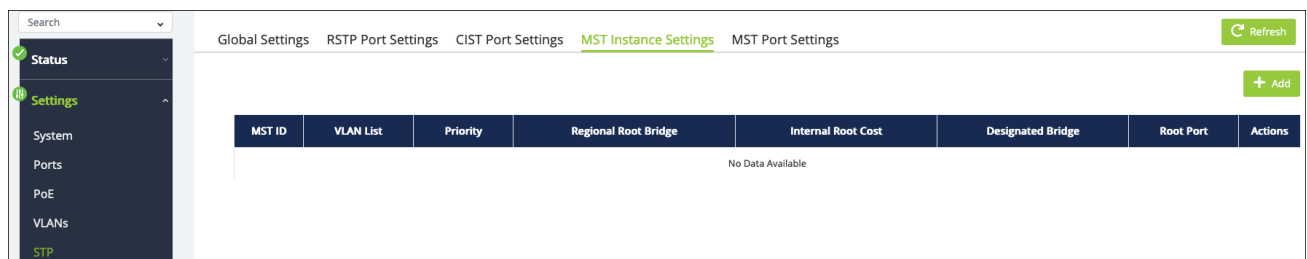 Search
Status
Settings
System
Ports
PoE
VLANs
STP
Global Settings RSTP Port Settings CIST Port Settings MST Instance Settings MST Port Settings
Refresh
+ Add
MST ID VLAN List Priority Regional Root Bridge Internal Root Cost Designated Bridge Root Port Actions
No Data Available